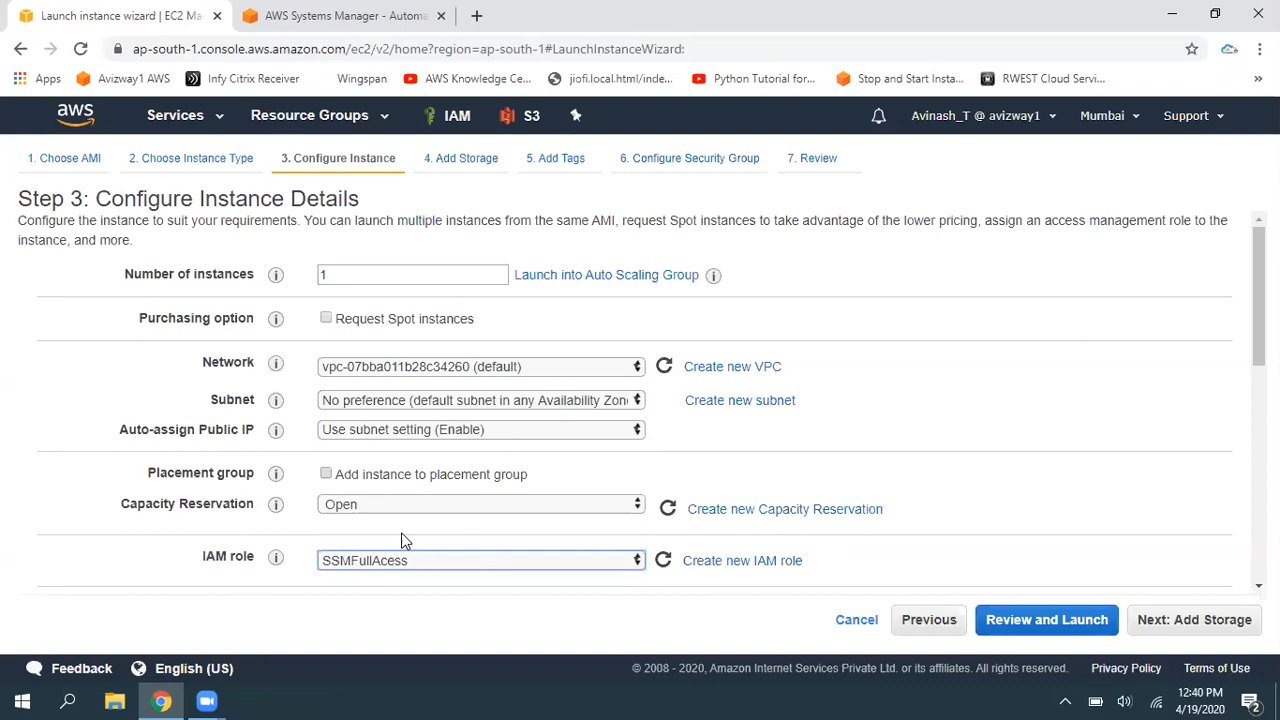 Launch instance wizard | EC2 Ma
AWS Systems Manager - Automa
ap-south-1.console.aws.amazon.com/ec2/v2/home?region=ap-south-1#LaunchInstanceWizard:
Apps Avizway1 AWS Infy Citrix Receiver Wingspan AWS Knowledge Ce... jiofi.local.html/inde... Python Tutorial for... Stop and Start Insta... RWEST Cloud Servi...
aws Services Resource Groups IAM S3 Avinash_T @ avizway1 Mumbai Support
1. Choose AMI 2. Choose Instance Type 3. Configure Instance 4. Add Storage 5. Add Tags 6. Configure Security Group 7. Review
Step 3: Configure Instance Details
Configure the instance to suit your requirements. You can launch multiple instances from the same AMI, request Spot instances to take advantage of the lower pricing, assign an access management role to the
instance, and more.
Number of instances 1 Launch into Auto Scaling Group
Purchasing option Request Spot instances
Network vpc-07bba011b28c34260 (default) Create new VPC
Subnet No preference (default subnet in any Availability Zon Create new subnet
Auto-assign Public IP Use subnet setting (Enable)
Placement group Add instance to placement group
Capacity Reservation Open Create new Capacity Reservation
IAM role SSMFullAcess Create new IAM role
Cancel Previous Review and Launch Next: Add Storage
Feedback English (US) © 2008 - 2020, Amazon Internet Services Private Ltd. or its affiliates. All rights reserved. Privacy Policy Terms of Use
12:40 PM
4/19/2020
2